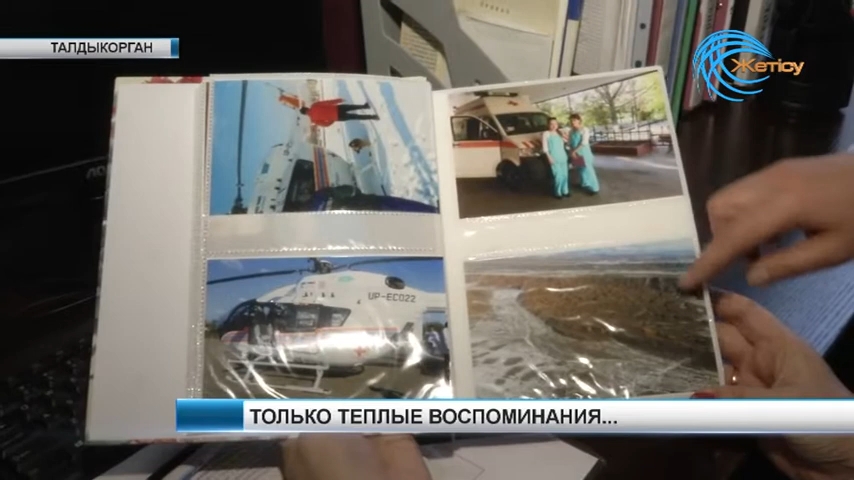 ТАЛДЫКОРГАН
Жетісу
UP-EC022
ТОЛЬКО ТЕПЛЫЕ ВОСПОМИНАНИЯ...